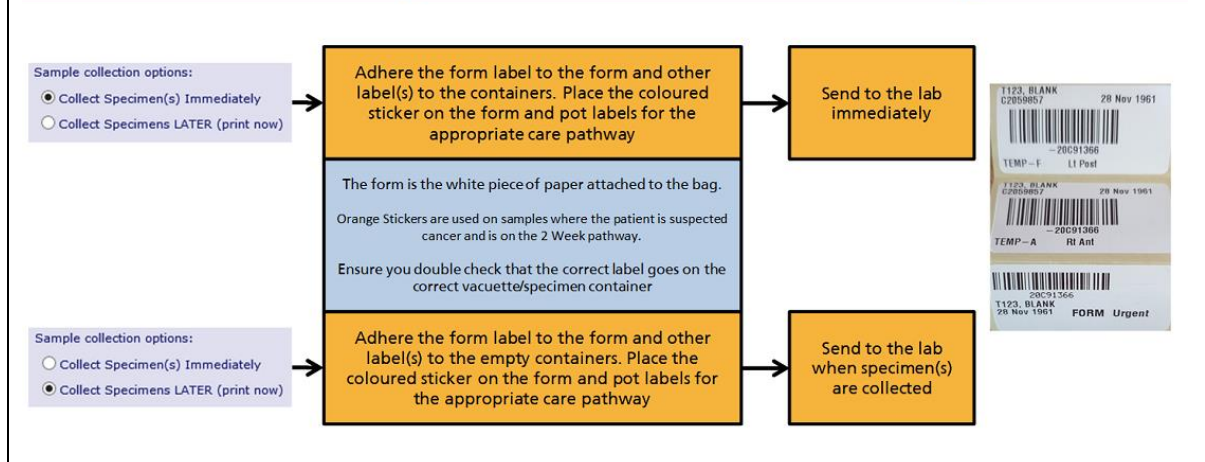 Sample collection options:
Collect Specimen(s) Immediately
Collect Specimens LATER (print now)
Adhere the form label to the form and other
label(s) to the containers. Place the coloured
sticker on the form and pot labels for the
appropriate care pathway
Send to the lab
immediately
The form is the white piece of paper attached to the bag.
Orange Stickers are used on samples where the patient is suspected
cancer and is on the 2 Week pathway.
Ensure you double check that the correct label goes on the
correct vacuette/specimen container
Sample collection options:
Collect Specimen(s) Immediately
Collect Specimens LATER (print now)
Adhere the form label to the form and other
label(s) to the empty containers. Place the
coloured sticker on the form and pot labels for
the appropriate care pathway
Send to the lab
when specimen(s)
are collected
T123, BLANK
C2059857 28 Nov 1961
-20C91366
TEMP-F Lt Post
T123, BLANK
C2059857 28 Nov 1961
-20C91366
TEMP-A Rt Ant
20C91366
T123, BLANK
28 Nov 1961 FORM Urgent